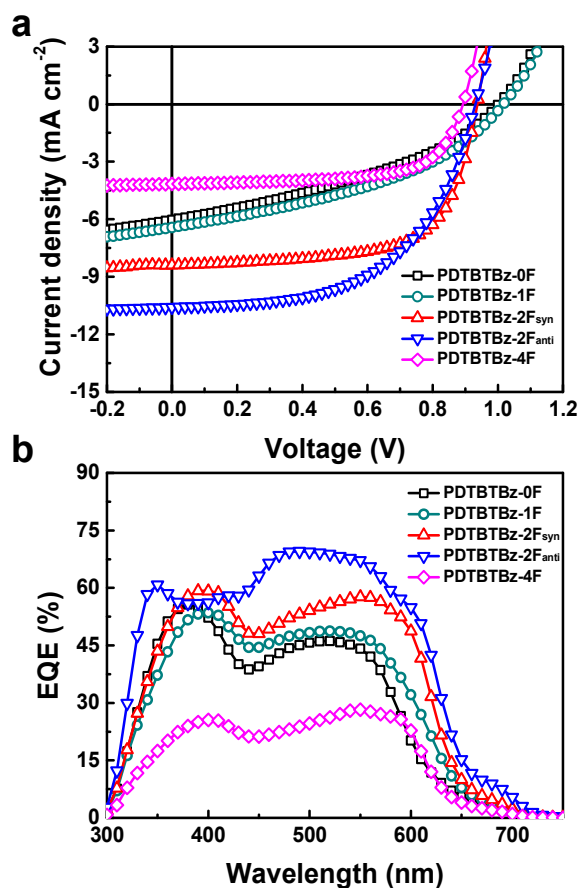 a
Current density (mA cm⁻²)
3
0
-3
-6
-9
-12
-15
-0.2 0.0 0.2 0.4 0.6 0.8 1.0 1.2
Voltage (V)
PDTBTBz-0F
PDTBTBz-1F
PDTBTBz-2Fsyn
PDTBTBz-2Fanti
PDTBTBz-4F
b
EQE (%)
90
75
60
45
30
15
0
300 400 500 600 700
Wavelength (nm)
PDTBTBz-0F
PDTBTBz-1F
PDTBTBz-2Fsyn
PDTBTBz-2Fanti
PDTBTBz-4F